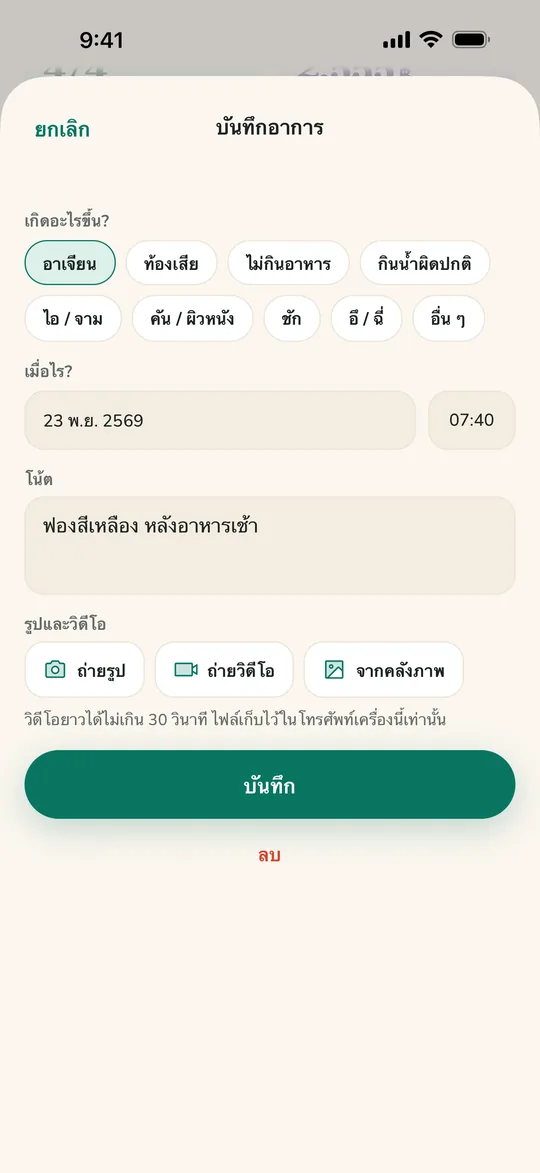 9:41
ยกเลิก บันทึกอาการ
เกิดอะไรขึ้น?
อาเจียน ท้องเสีย ไม่กินอาหาร กินน้ำผิดปกติ
ไอ / จาม คัน / ผิวหนัง ชัก อึ / ฉี่ อื่น ๆ
เมื่อไร?
23 พ.ย. 2569 07:40
โน้ต
ฟองสีเหลือง หลังอาหารเช้า
รูปและวิดีโอ
ถ่ายรูป ถ่ายวิดีโอ จากคลังภาพ
วิดีโอยาวได้ไม่เกิน 30 วินาที ไฟล์เก็บไว้ในโทรศัพท์เครื่องนี้เท่านั้น
บันทึก
ลบ